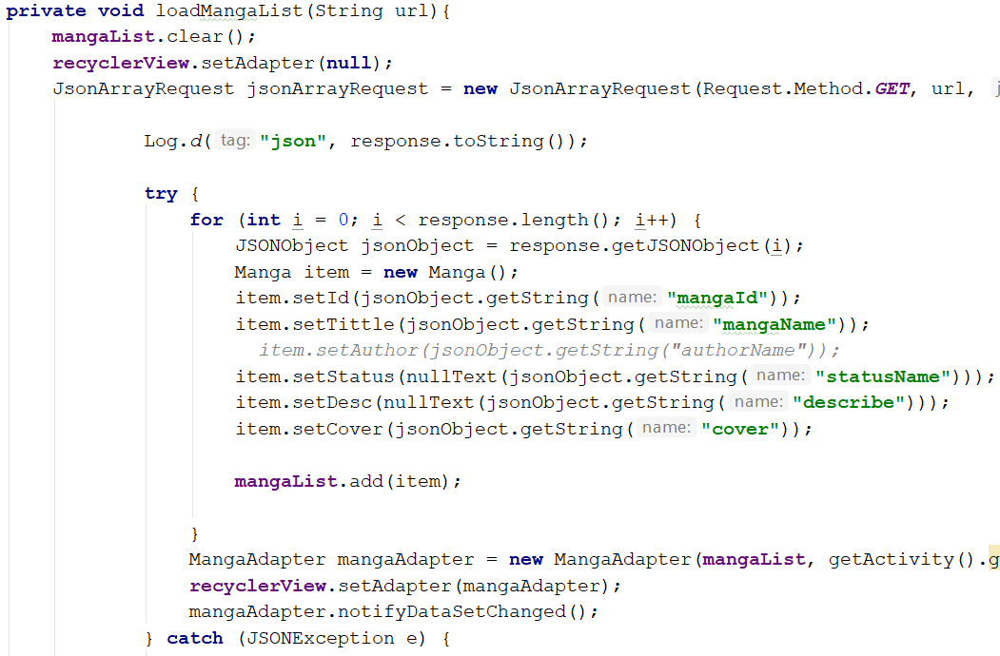 private void loadMangaList(String url){
mangaList.clear();
recyclerView.setAdapter(null);
JsonArrayRequest jsonArrayRequest = new JsonArrayRequest(Request.Method.GET, url, j
Log.d( tag: "json", response.toString());
try {
for (int i = 0; i < response.length(); i++) {
JSONObject jsonObject = response.getJSONObject(i);
Manga item = new Manga();
item.setId(jsonObject.getString( name: "mangaId"));
item.setTittle(jsonObject.getString( name: "mangaName"));
item.setAuthor(jsonObject.getString("authorName"));
item.setStatus(nullText(jsonObject.getString( name: "statusName")));
item.setDesc(nullText(jsonObject.getString( name: "describe")));
item.setCover(jsonObject.getString( name: "cover"));
mangaList.add(item);
}
MangaAdapter mangaAdapter = new MangaAdapter(mangaList, getActivity().g
recyclerView.setAdapter(mangaAdapter);
mangaAdapter.notifyDataSetChanged();
} catch (JSONException e) {